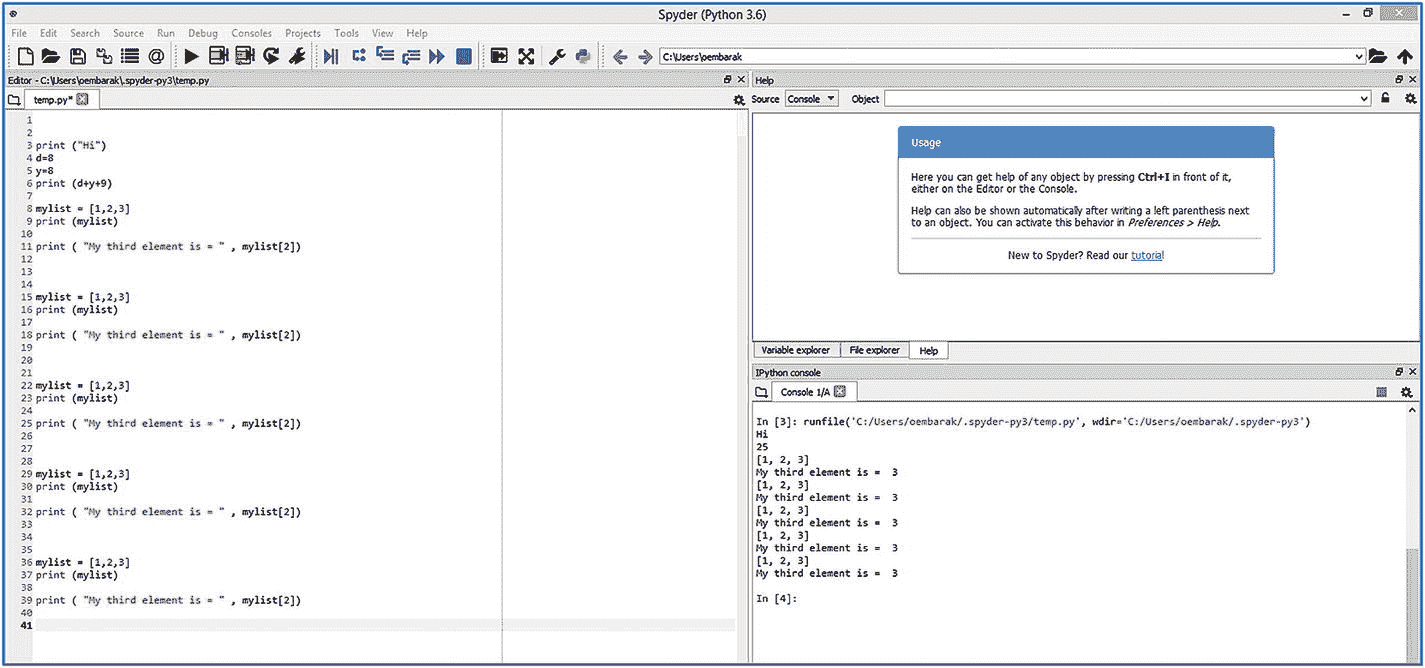 Spyder (Python 3.6)
File Edit Search Source Run Debug Consoles Projects Tools View Help
C:\Users\oembarak
Editor - C:\Users\oembarak\.spyder-py3\temp.py
temp.py*
1
2
3 print ("Hi")
4 d=8
5 y=8
6 print (d+y+9)
7
8 mylist = [1,2,3]
9 print (mylist)
10
11 print ( "My third element is = " , mylist[2])
12
13
14
15 mylist = [1,2,3]
16 print (mylist)
17
18 print ( "My third element is = " , mylist[2])
19
20
21
22 mylist = [1,2,3]
23 print (mylist)
24
25 print ( "My third element is = " , mylist[2])
26
27
28
29 mylist = [1,2,3]
30 print (mylist)
31
32 print ( "My third element is = " , mylist[2])
33
34
35
36 mylist = [1,2,3]
37 print (mylist)
38
39 print ( "My third element is = " , mylist[2])
40
41
Help
Source Console Object
Usage
Here you can get help of any object by pressing Ctrl+I in front of it,
either on the Editor or the Console.
Help can also be shown automatically after writing a left parenthesis next
to an object. You can activate this behavior in Preferences > Help.
New to Spyder? Read our tutorial
Variable explorer File explorer Help
IPython console
Console 1/A
In [3]: runfile('C:/Users/oembarak/.spyder-py3/temp.py', wdir='C:/Users/oembarak/.spyder-py3')
Hi
25
[1, 2, 3]
My third element is =  3
[1, 2, 3]
My third element is =  3
[1, 2, 3]
My third element is =  3
[1, 2, 3]
My third element is =  3
[1, 2, 3]
My third element is =  3
In [4]: